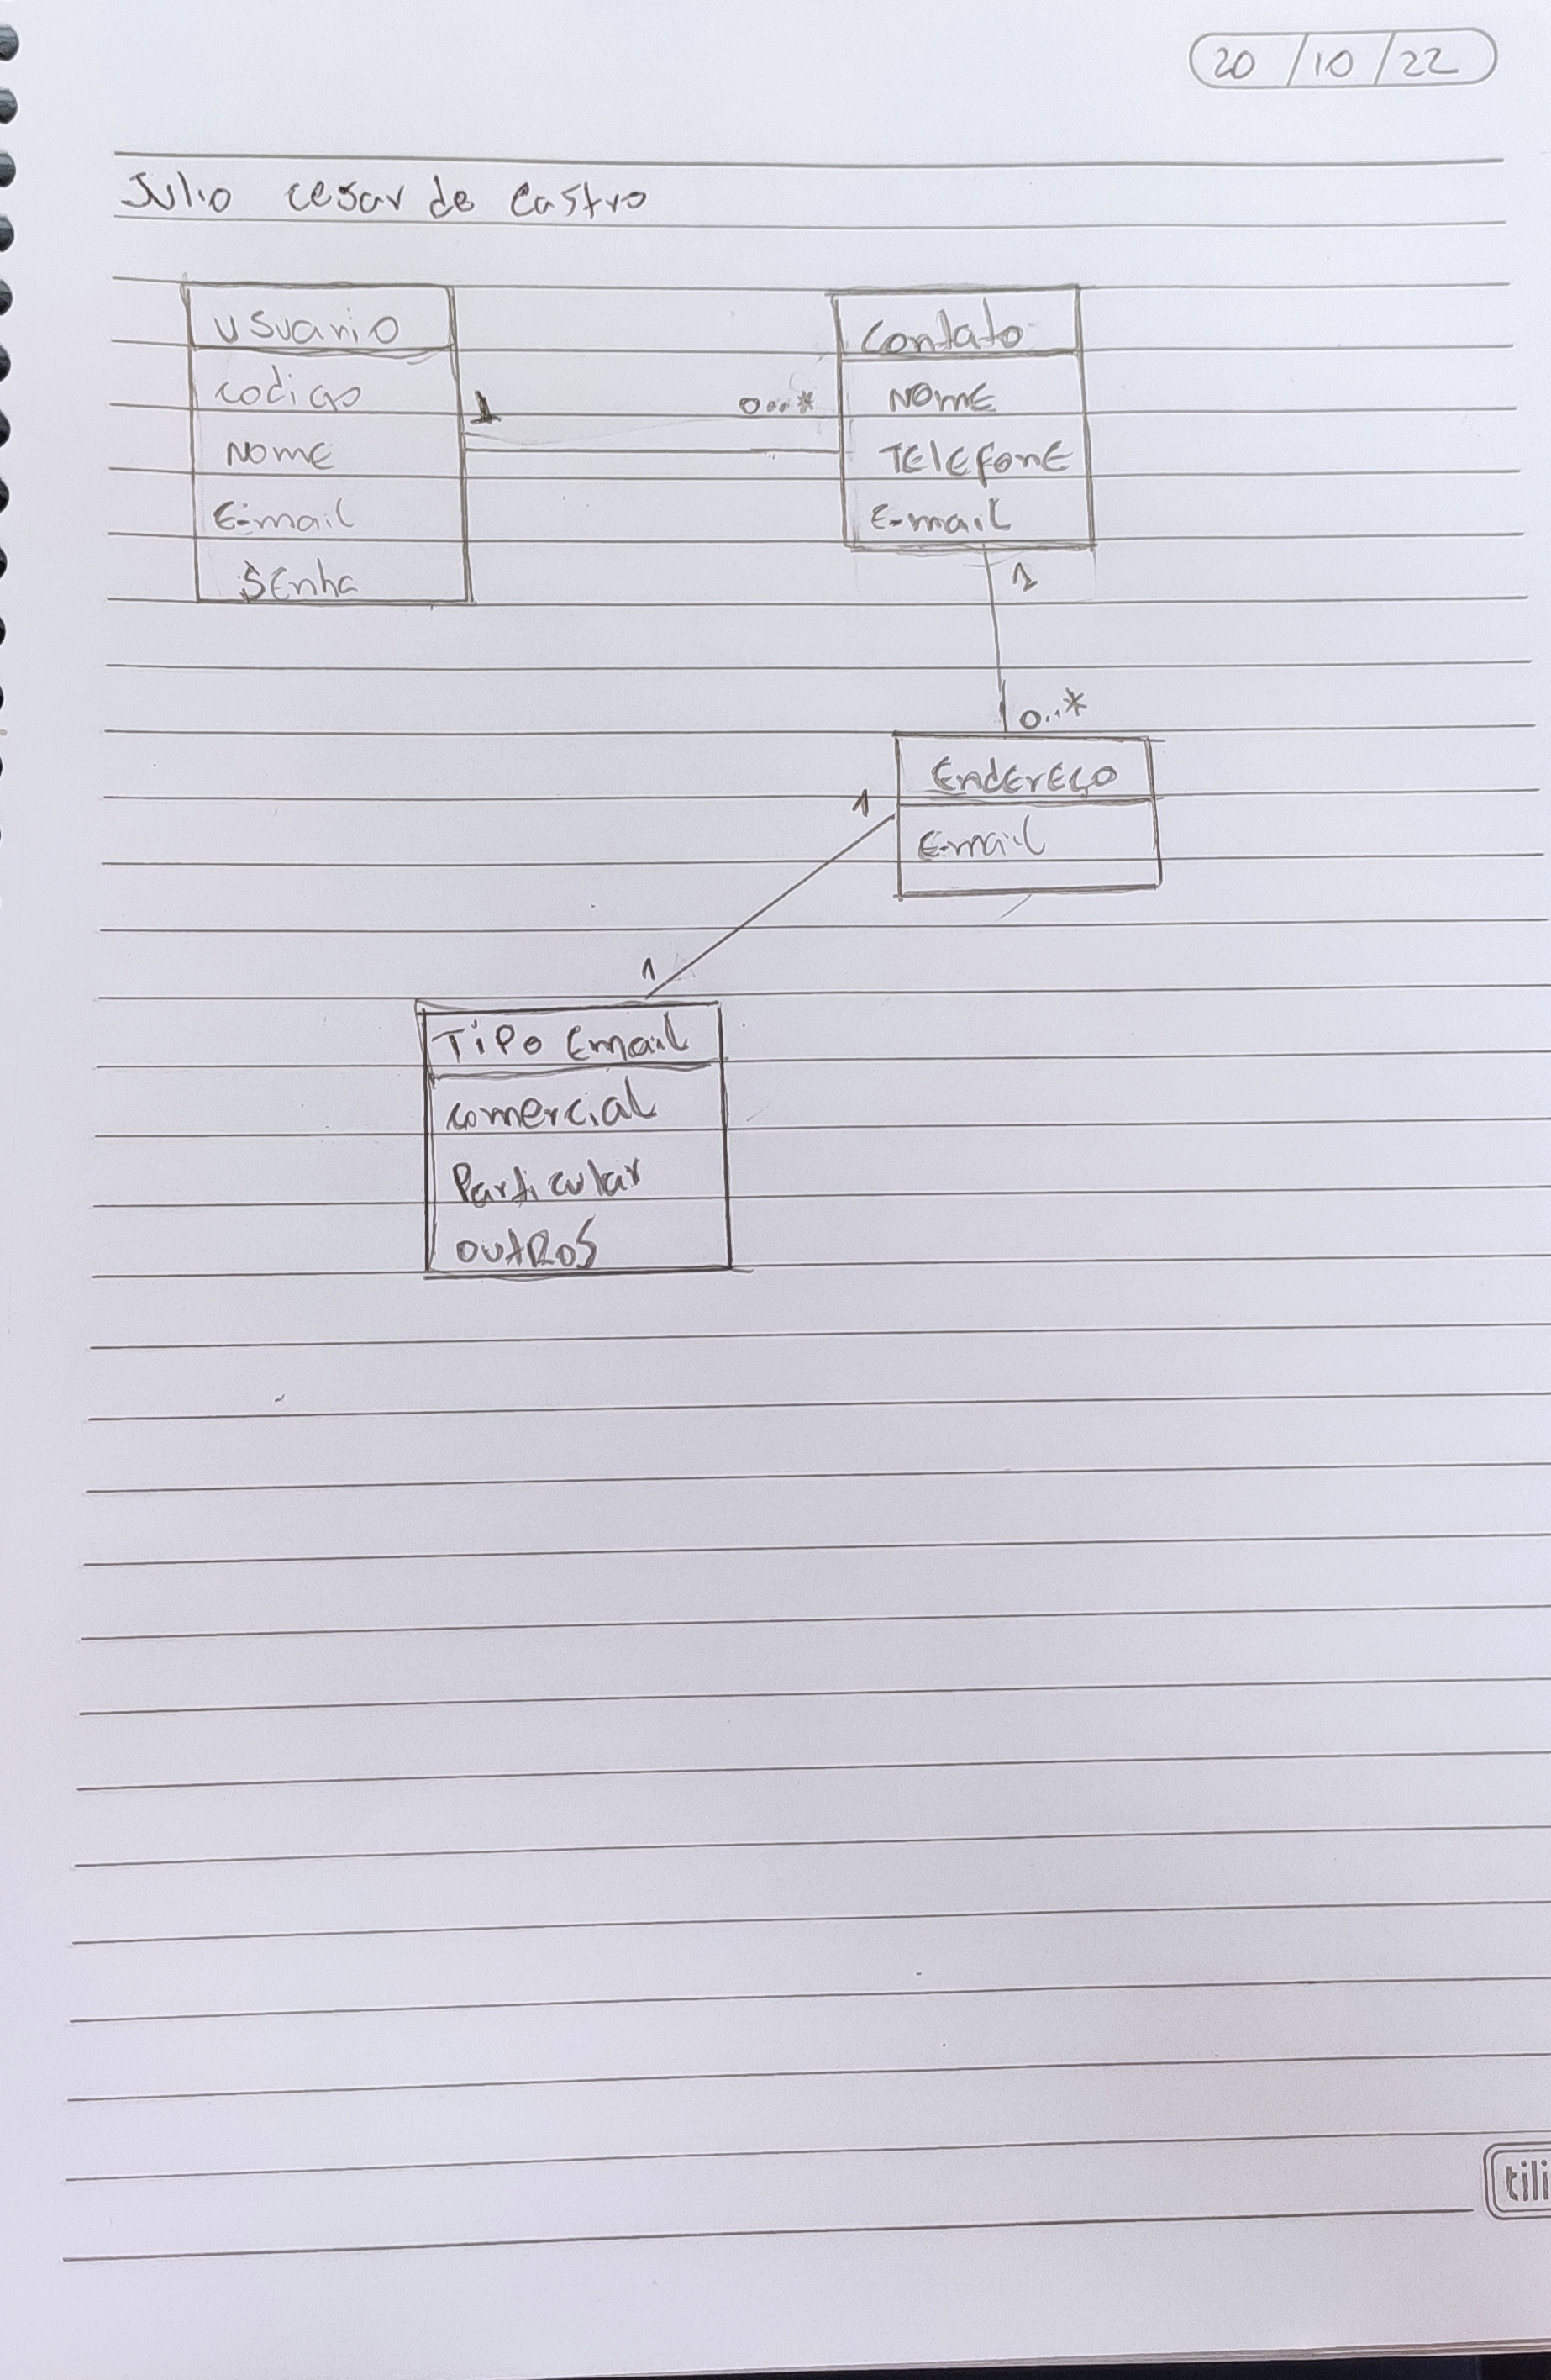 20 / 10 / 22
Julio cesar de castro
usuario
codigo
NOME
E-mail
SENha
1
0...*
contato
NOME
TElEfonE
E-mail
1
0..*
EndErEço
E-mail
1
1
TiPo Email
comercial
Particular
OUtROS
tili